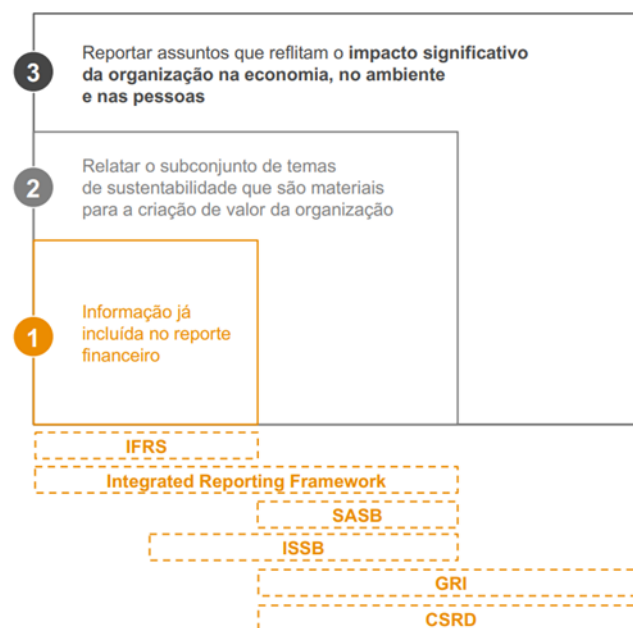 3
Reportar assuntos que reflitam o impacto significativo
da organização na economia, no ambiente
e nas pessoas
2
Relatar o subconjunto de temas
de sustentabilidade que são materiais
para a criação de valor da organização
1
Informação já
incluída no reporte
financeiro
IFRS
Integrated Reporting Framework
SASB
ISSB
GRI
CSRD